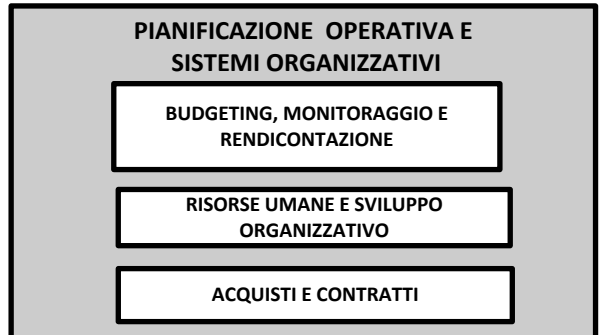 PIANIFICAZIONE OPERATIVA E
SISTEMI ORGANIZZATIVI
BUDGETING, MONITORAGGIO E
RENDICONTAZIONE
RISORSE UMANE E SVILUPPO
ORGANIZZATIVO
ACQUISTI E CONTRATTI